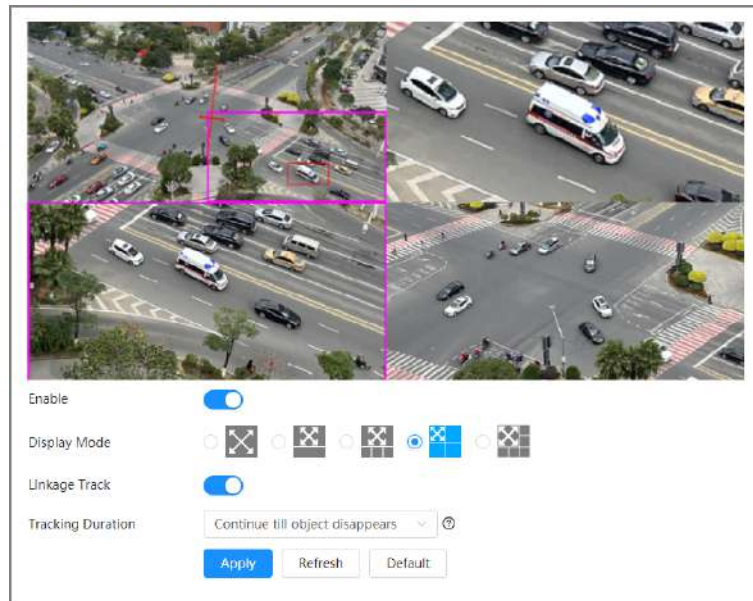 Enable
Display Mode
Linkage Track
Tracking Duration
Continue till object disappears
Apply
Refresh
Default